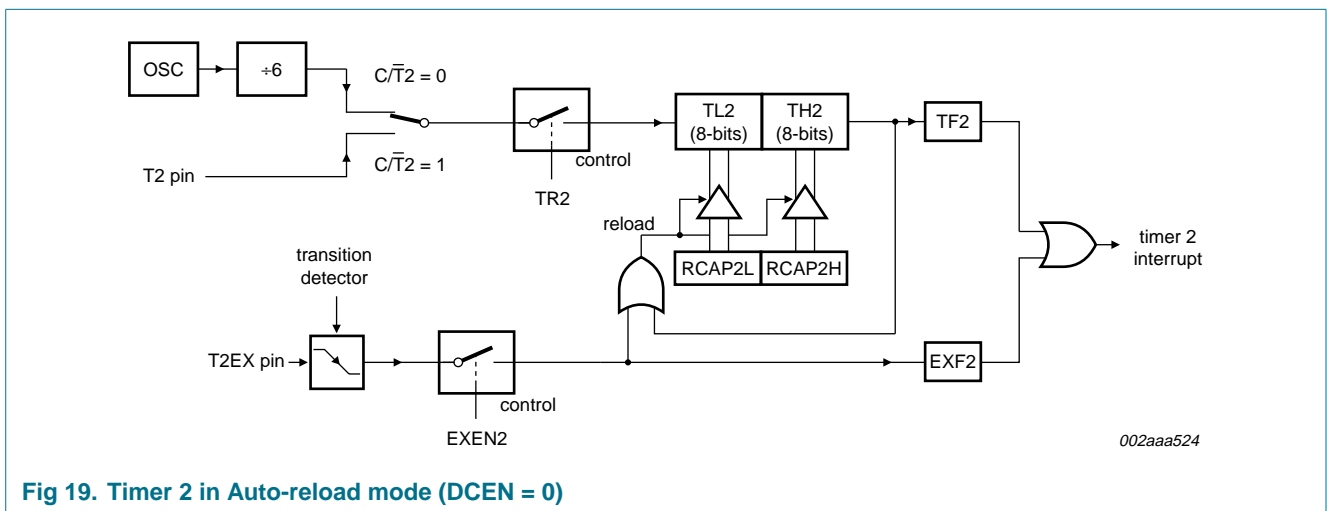 OSC
÷6
C/T̅2 = 0
TL2
(8-bits)
TH2
(8-bits)
TF2
C/T̅2 = 1
control
T2 pin
TR2
reload
timer 2
interrupt
transition
detector
RCAP2L
RCAP2H
T2EX pin
EXF2
control
EXEN2
002aaa524
Fig 19. Timer 2 in Auto-reload mode (DCEN = 0)